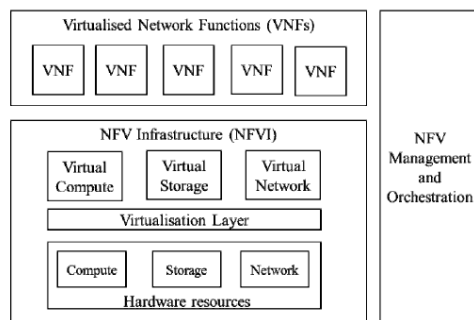 Virtualised Network Functions (VNFs)
VNF VNF VNF VNF VNF
NFV Infrastructure (NFVI)
Virtual Virtual Virtual
Compute Storage Network
Virtualisation Layer
Compute Storage Network
Hardware resources
NFV
Management
and
Orchestration